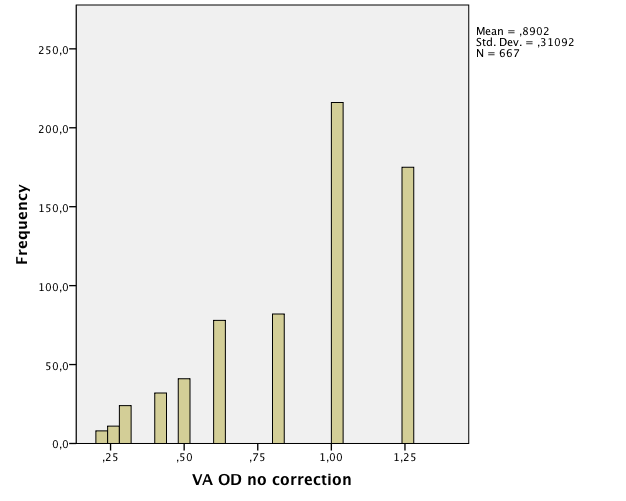 Mean = ,8902
Std. Dev. = ,31092
N = 667
Frequency
250,0
200,0
150,0
100,0
50,0
0,0
,25 ,50 ,75 1,00 1,25
VA OD no correction